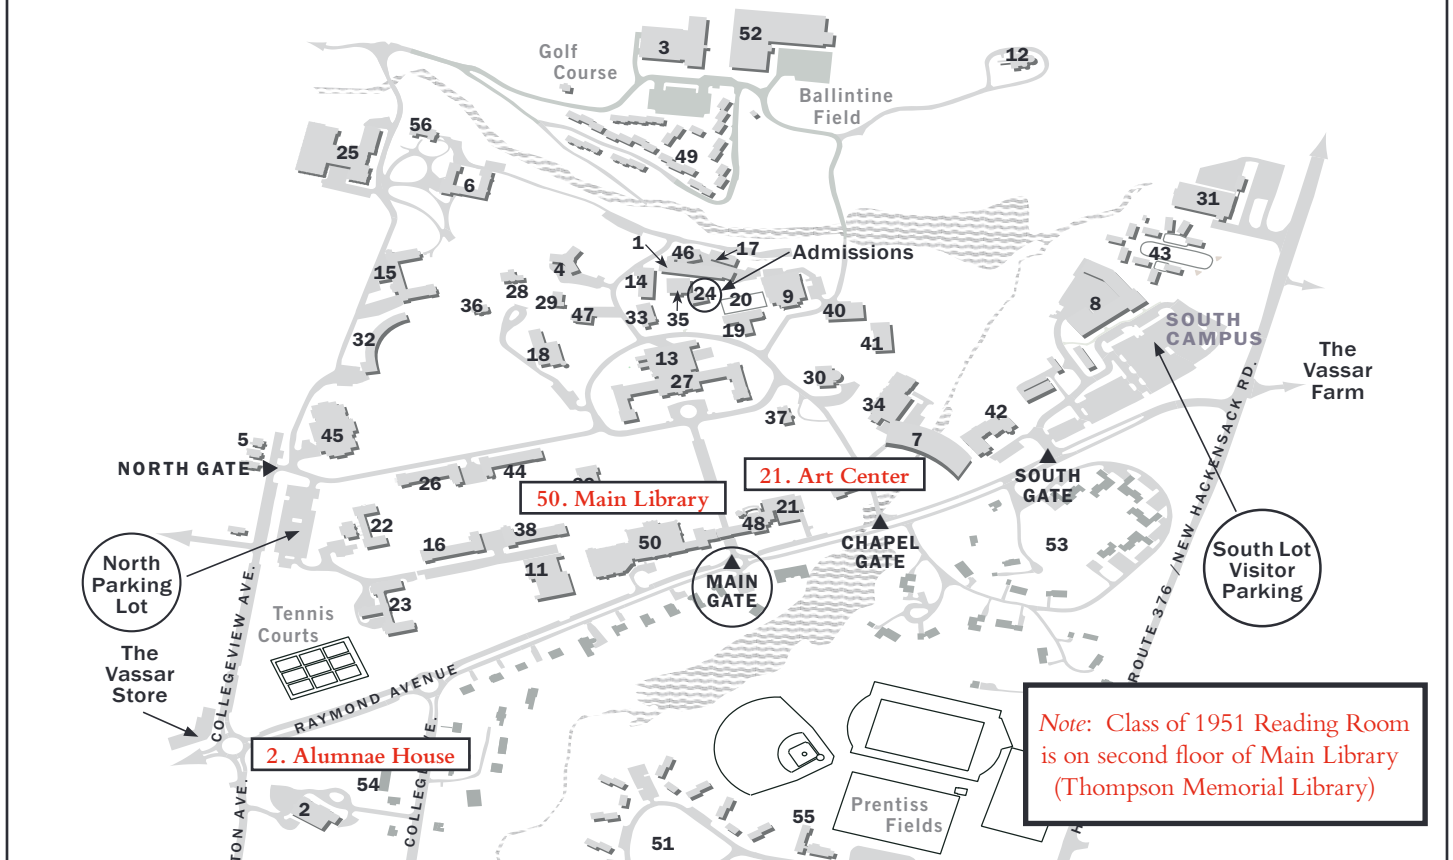 3
52
12
Golf
Course
Ballintine
Field
56
25
6
49
31
43
1
46
17
Admissions
4
15
14
24
20
9
28
36
29
47
33
35
19
40
8
SOUTH
CAMPUS
32
18
13
41
27
30
The
Vassar
Farm
34
37
42
7
5
45
NORTH GATE
26
44
50. Main Library
21. Art Center
SOUTH
GATE
22
16
38
50
48
21
CHAPEL
GATE
53
South Lot
Visitor
Parking
North
Parking
Lot
11
MAIN
GATE
23
Tennis
Courts
The
Vassar
Store
COLLEGEVIEW AVE.
RAYMOND AVENUE
ROUTE 376 /NEW HACKENSACK RD.
2. Alumnae House
Note: Class of 1951 Reading Room
is on second floor of Main Library
(Thompson Memorial Library)
54
2
TON AVE.
COLLEGE AVE.
51
55
Prentiss
Fields